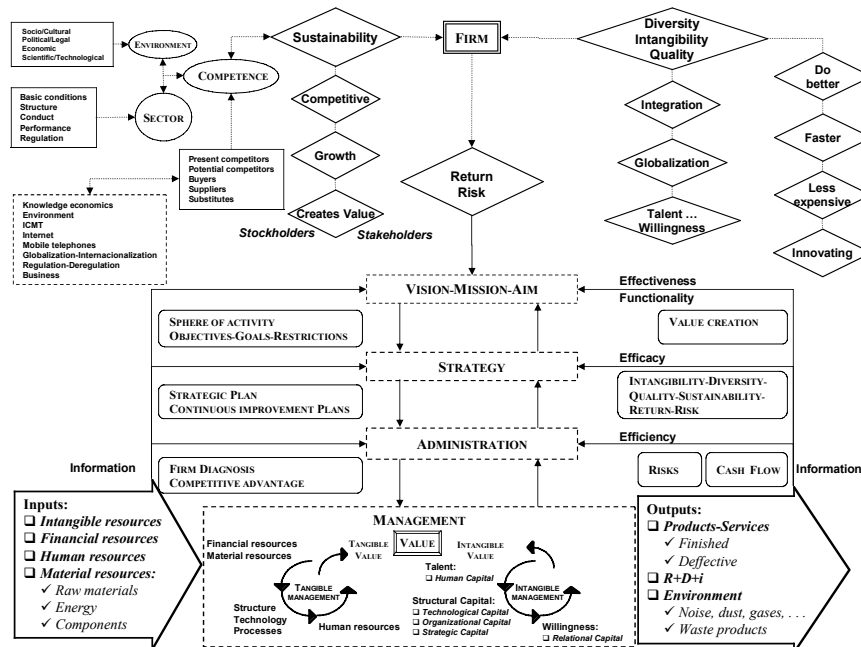 Socio/Cultural
Political/Legal
Economic
Scientific/Technological
ENVIRONMENT
COMPETENCE
Basic conditions
Structure
Conduct
Performance
Regulation
SECTOR
Present competitors
Potential competitors
Buyers
Suppliers
Substitutes
Knowledge economics
Environment
ICMT
Internet
Mobile telephones
Globalization-Internacionalization
Regulation-Deregulation
Business
Sustainability
Competitive
Growth
Creates Value
Stockholders
Stakeholders
FIRM
Return
Risk
Diversity
Intangibility
Quality
Integration
Globalization
Talent ...
Willingness
Do
better
Faster
Less
expensive
Innovating
VISION-MISSION-AIM
Effectiveness
Functionality
SPHERE OF ACTIVITY
OBJECTIVES-GOALS-RESTRICTIONS
VALUE CREATION
STRATEGY
Efficacy
STRATEGIC PLAN
CONTINUOUS IMPROVEMENT PLANS
INTANGIBILITY-DIVERSITY-
QUALITY-SUSTAINABILITY-
RETURN-RISK
ADMINISTRATION
Efficiency
Information
FIRM DIAGNOSIS
COMPETITIVE ADVANTAGE
RISKS
CASH FLOW
Information
Inputs:
❑ Intangible resources
❑ Financial resources
❑ Human resources
❑ Material resources:
✓ Raw materials
✓ Energy
✓ Components
MANAGEMENT
Financial resources
Material resources
TANGIBLE
VALUE
VALUE
INTANGIBLE
VALUE
TANGIBLE
MANAGEMENT
Structure
Technology
Processes
Human resources
Talent:
❑ Human Capital
Structural Capital:
❑ Technological Capital
❑ Organizational Capital
❑ Strategic Capital
INTANGIBLE
MANAGEMENT
Willingness:
❑ Relational Capital
Outputs:
❑ Products-Services
✓ Finished
✓ Deffective
❑ R+D+i
❑ Environment
✓ Noise, dust, gases, . . .
✓ Waste products